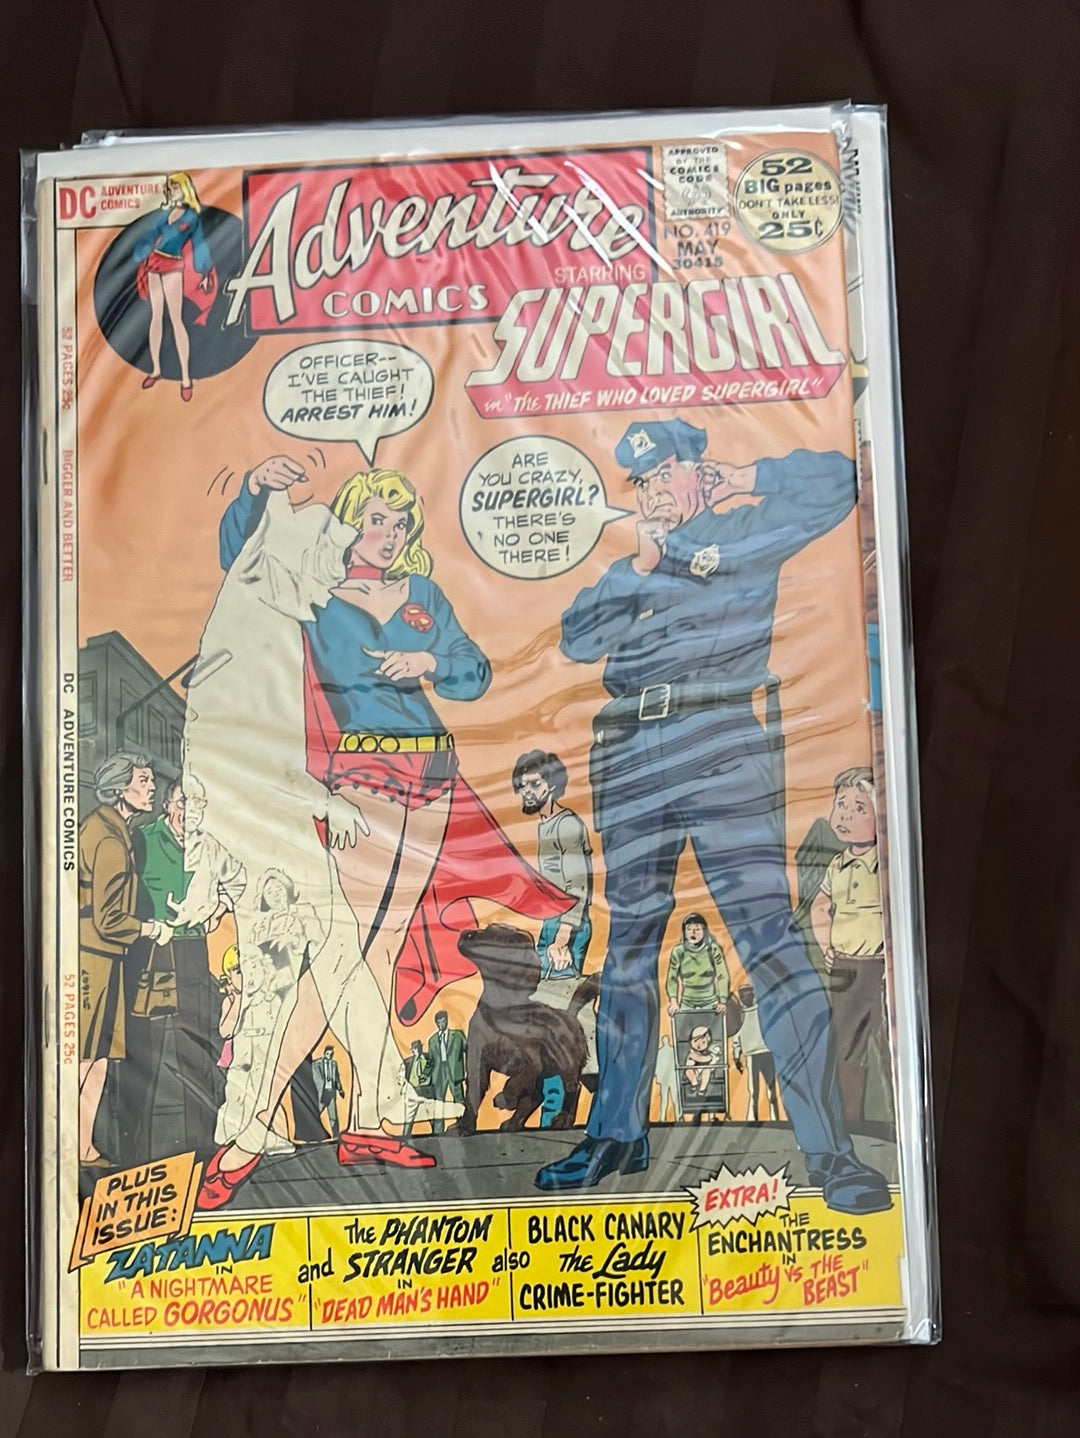 DC ADVENTURE
COMICS
Adventure
COMICS
APPROVED
BY THE
COMICS
CODE
AUTHORITY
NO. 419
MAY
30415
52
BIG pages
DON'T TAKE LESS!
ONLY
25¢
STARRING
SUPERGIRL
in "THE THIEF WHO LOVED SUPERGIRL"
OFFICER--
I'VE CAUGHT
THE THIEF!
ARREST HIM!
ARE
YOU CRAZY,
SUPERGIRL?
THERE'S
NO ONE
THERE!
52 PAGES 25¢
BIGGER AND BETTER
DC ADVENTURE COMICS
52 PAGES 25¢
PLUS
IN THIS
ISSUE:
ZATANNA
IN
"A NIGHTMARE
CALLED GORGONUS"
and
The PHANTOM
STRANGER
IN
"DEAD MAN'S HAND"
also
BLACK CANARY
The Lady
CRIME-FIGHTER
EXTRA!
THE
ENCHANTRESS
IN
"Beauty vs THE
BEAST"